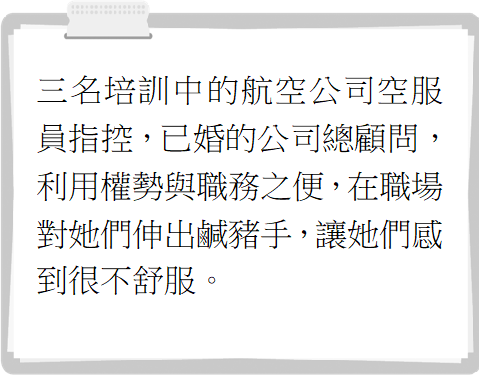 三名培訓中的航空公司空服
員指控，已婚的公司總顧問，
利用權勢與職務之便，在職場
對她們伸出鹹豬手，讓她們感
到很不舒服。